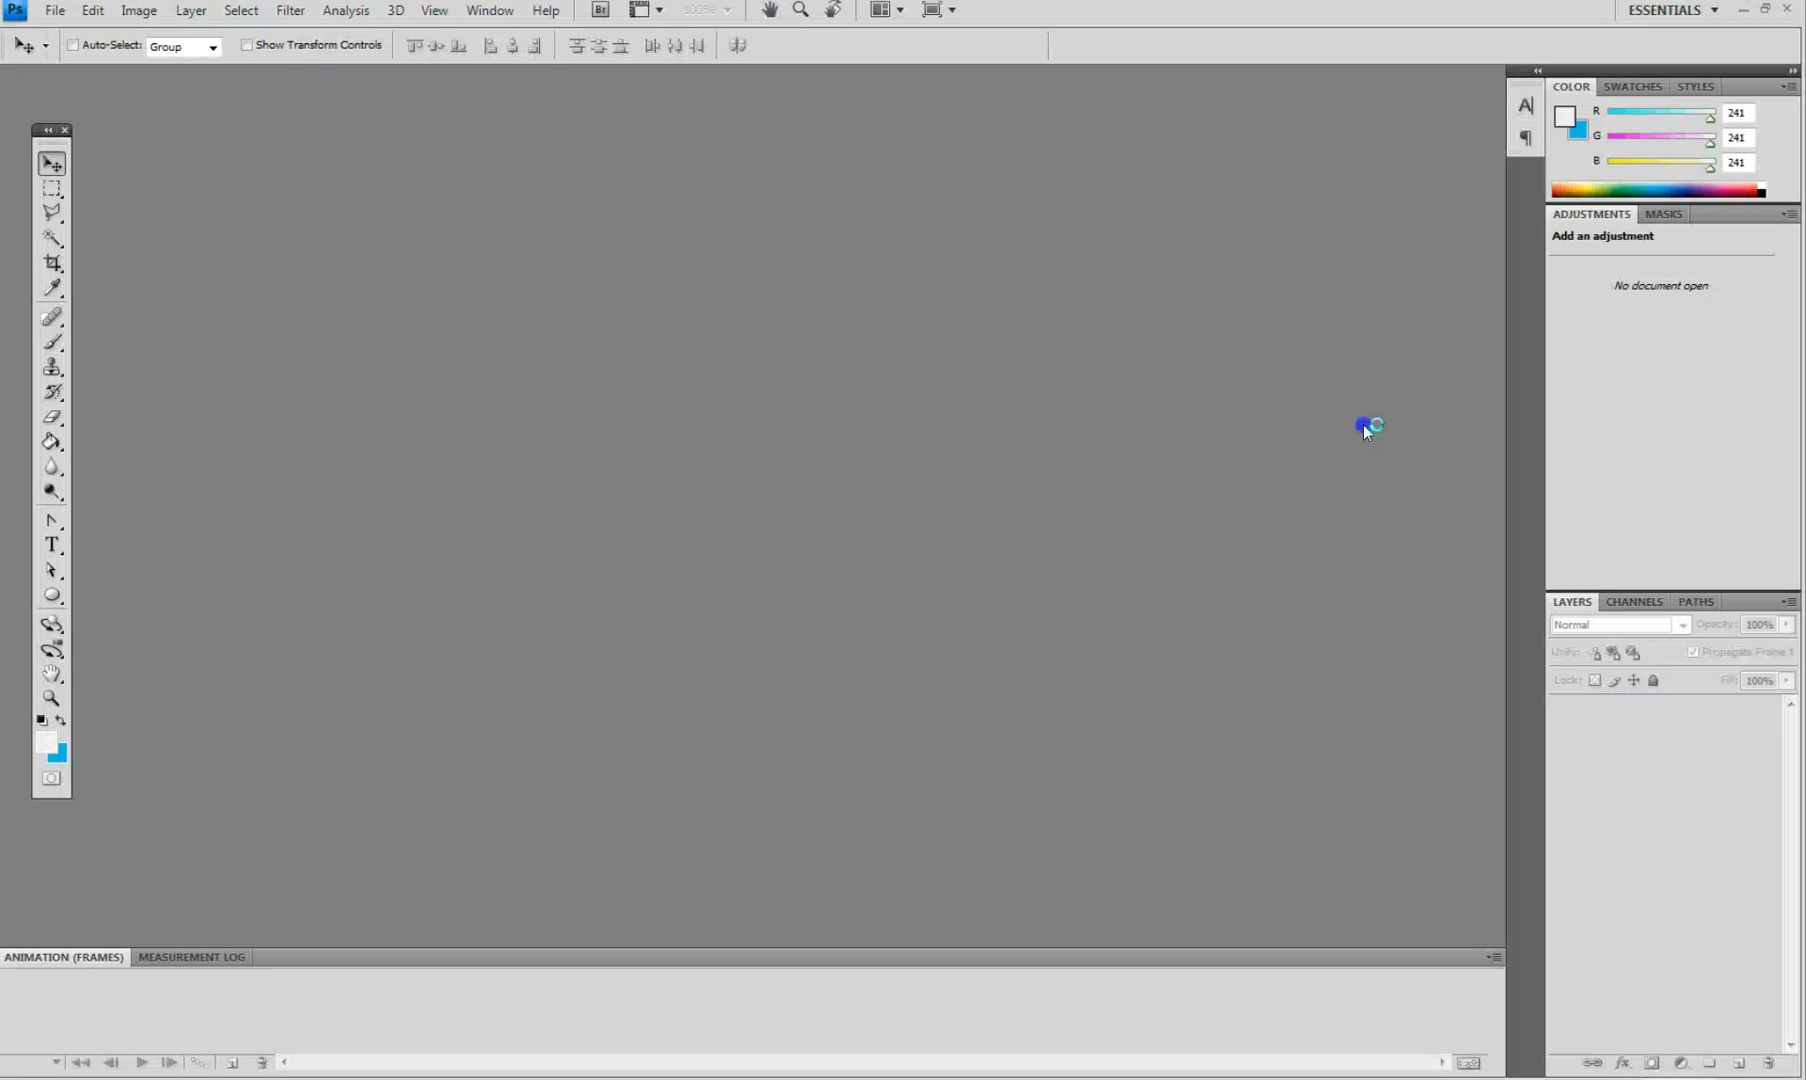 Ps File Edit Image Layer Select Filter Analysis 3D View Window Help Br 100% ESSENTIALS
Auto-Select: Group Show Transform Controls
COLOR SWATCHES STYLES
A
R 241
G 241
B 241
ADJUSTMENTS MASKS
Add an adjustment
No document open
T
LAYERS CHANNELS PATHS
Normal Opacity: 100%
Unify: Propagate Frame 1
Lock: Fill: 100%
ANIMATION (FRAMES) MEASUREMENT LOG
fx